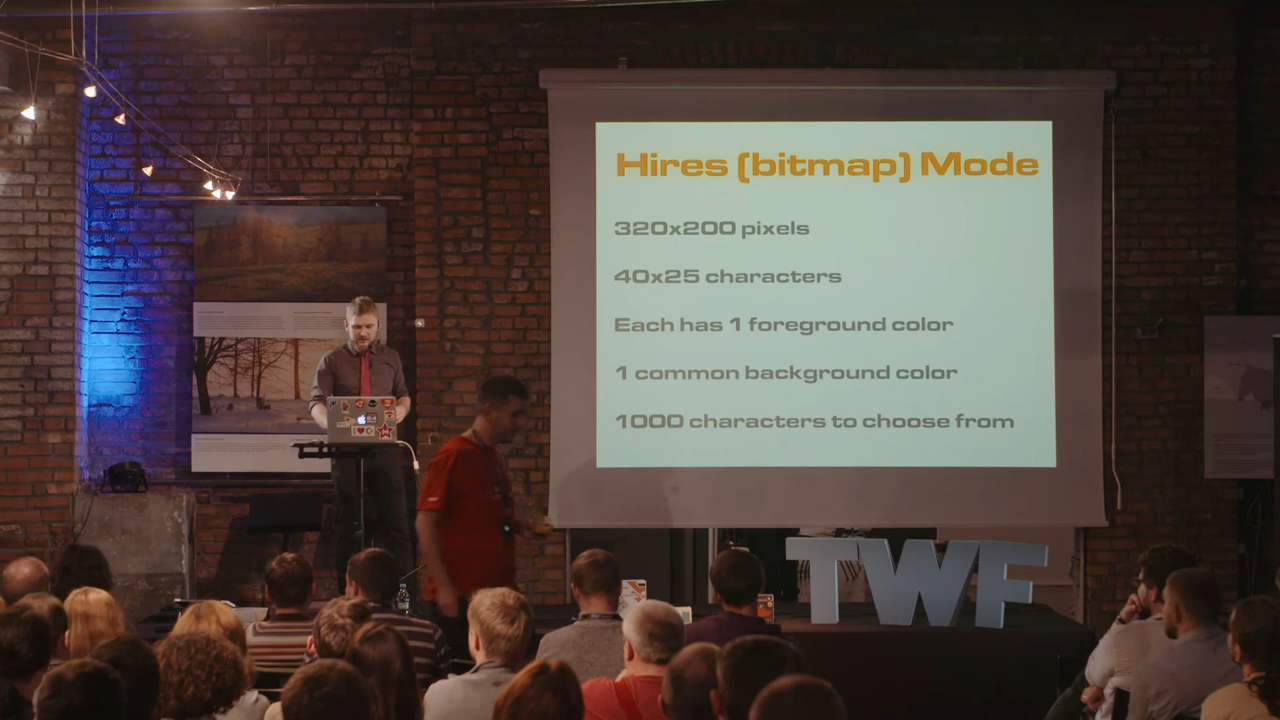 Hires (bitmap) Mode
320x200 pixels
40x25 characters
Each has 1 foreground color
1 common background color
1000 characters to choose from
TWF